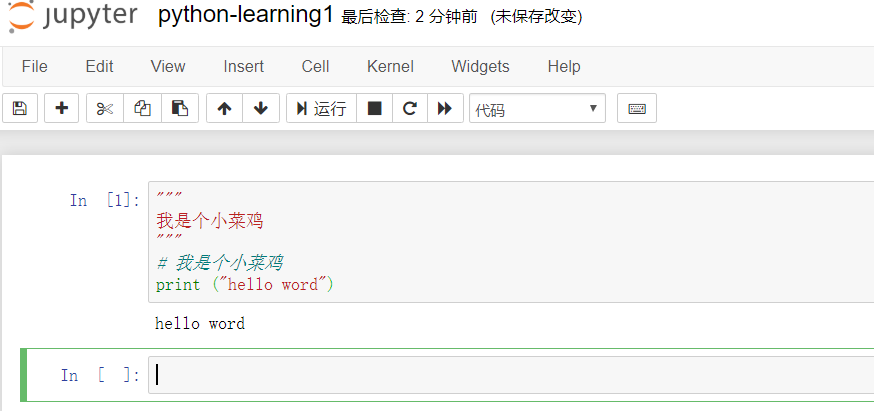 jupyter python-learning1 最后检查: 2 分钟前 (未保存改变)
File Edit View Insert Cell Kernel Widgets Help
运行 代码
In [1]: """
我是个小菜鸡
"""
# 我是个小菜鸡
print ("hello word")
hello word
In [ ]: